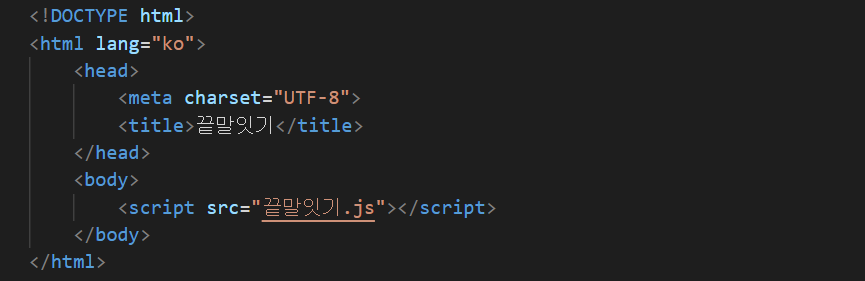 <!DOCTYPE html>
<html lang="ko">
<head>
<meta charset="UTF-8">
<title>끝말잇기</title>
</head>
<body>
<script src="끝말잇기.js"></script>
</body>
</html>